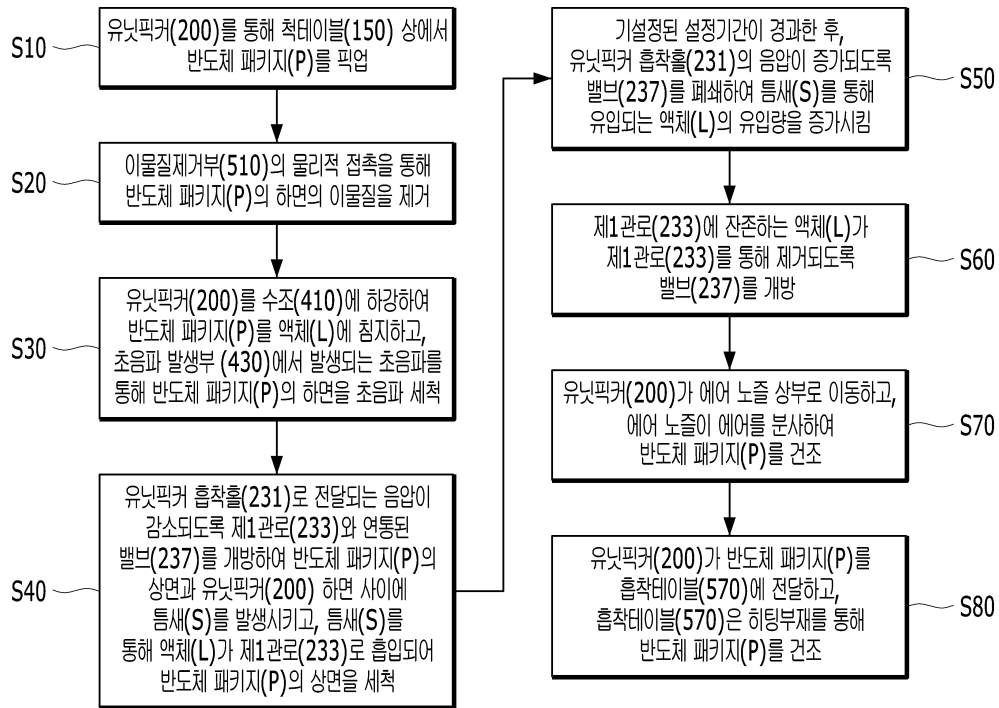 S10
유닛픽커(200)를 통해 척테이블(150) 상에서
반도체 패키지(P)를 픽업
S20
이물질제거부(510)의 물리적 접촉을 통해
반도체 패키지(P)의 하면의 이물질을 제거
S30
유닛픽커(200)를 수조(410)에 하강하여
반도체 패키지(P)를 액체(L)에 침지하고,
초음파 발생부 (430)에서 발생되는 초음파를
통해 반도체 패키지(P)의 하면을 초음파 세척
S40
유닛픽커 흡착홀(231)로 전달되는 음압이
감소되도록 제1관로(233)와 연통된
밸브(237)를 개방하여 반도체 패키지(P)의
상면과 유닛픽커(200) 하면 사이에
틈새(S)를 발생시키고, 틈새(S)를
통해 액체(L)가 제1관로(233)로 흡입되어
반도체 패키지(P)의 상면을 세척
기설정된 설정기간이 경과한 후,
유닛픽커 흡착홀(231)의 음압이 증가되도록
밸브(237)를 폐쇄하여 틈새(S)를 통해
유입되는 액체(L)의 유입량을 증가시킴
S50
제1관로(233)에 잔존하는 액체(L)가
제1관로(233)를 통해 제거되도록
밸브(237)를 개방
S60
유닛픽커(200)가 에어 노즐 상부로 이동하고,
에어 노즐이 에어를 분사하여
반도체 패키지(P)를 건조
S70
유닛픽커(200)가 반도체 패키지(P)를
흡착테이블(570)에 전달하고,
흡착테이블(570)은 히팅부재를 통해
반도체 패키지(P)를 건조
S80